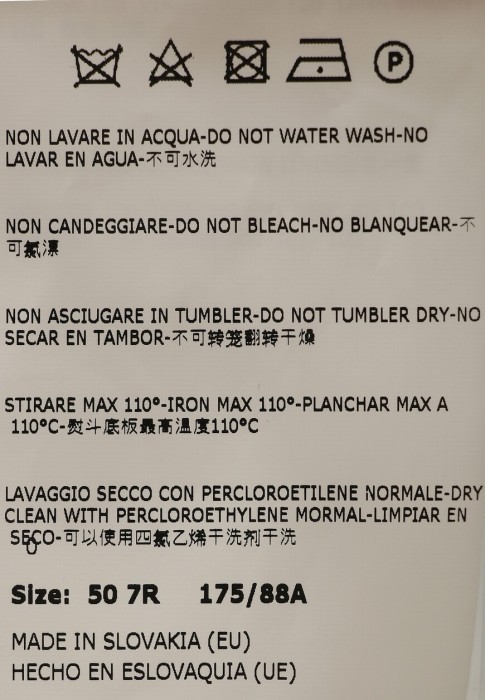 P
NON LAVARE IN ACQUA-DO NOT WATER WASH-NO
LAVAR EN AGUA-不可水洗
NON CANDEGGIARE-DO NOT BLEACH-NO BLANQUEAR-不
可氯漂
NON ASCIUGARE IN TUMBLER-DO NOT TUMBLER DRY-NO
SECAR EN TAMBOR-不可转笼翻转干燥
STIRARE MAX 110°-IRON MAX 110°-PLANCHAR MAX A
110°C-熨斗底板最高温度110°C
LAVAGGIO SECCO CON PERCLOROETILENE NORMALE-DRY
CLEAN WITH PERCLOROETHYLENE MORMAL-LIMPIAR EN
SECO-可以使用四氯乙烯干洗剂干洗
Size: 50 7R 175/88A
MADE IN SLOVAKIA (EU)
HECHO EN ESLOVAQUIA (UE)